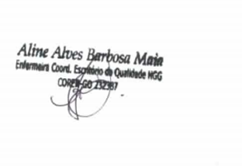 Aline Alves Barbosa Maia
Enfermeira Coord. Escritório da Qualidade HGG
COREN-GO